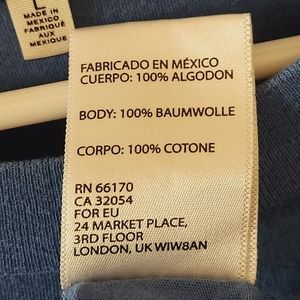 L
MADE IN
MEXICO
FABRIQUÉ
AUX
MEXIQUE
FABRICADO EN MÉXICO
CUERPO: 100% ALGODON
BODY: 100% BAUMWOLLE
CORPO: 100% COTONE
RN 66170
CA 32054
FOR EU
24 MARKET PLACE,
3RD FLOOR
LONDON, UK WIW8AN